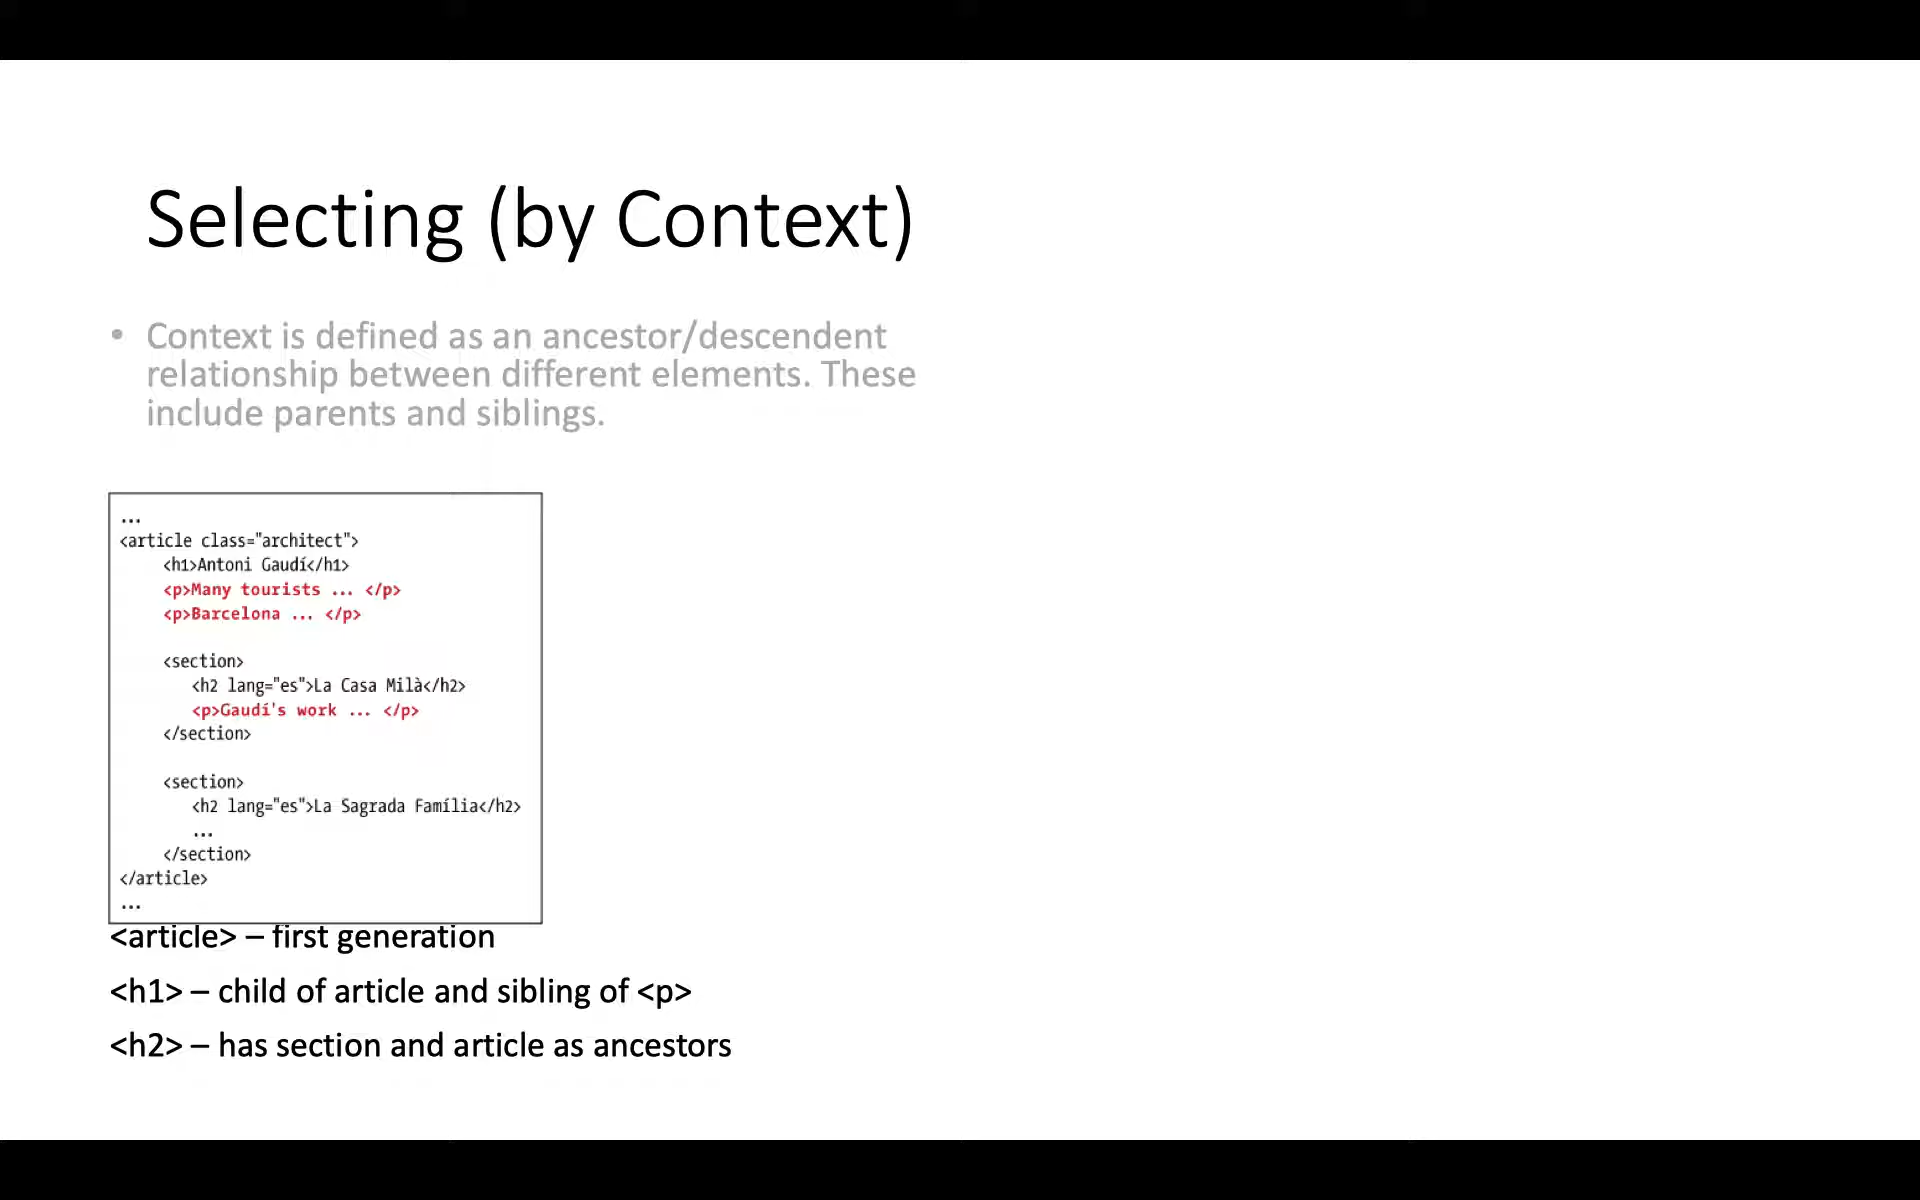 Selecting (by Context)
• Context is defined as an ancestor/descendent
relationship between different elements. These
include parents and siblings.
...
<article class="architect">
<h1>Antoni Gaudí</h1>
<p>Many tourists ... </p>
<p>Barcelona ... </p>
<section>
<h2 lang="es">La Casa Milà</h2>
<p>Gaudí's work ... </p>
</section>
<section>
<h2 lang="es">La Sagrada Família</h2>
...
</section>
</article>
...
<article> – first generation
<h1> – child of article and sibling of <p>
<h2> – has section and article as ancestors